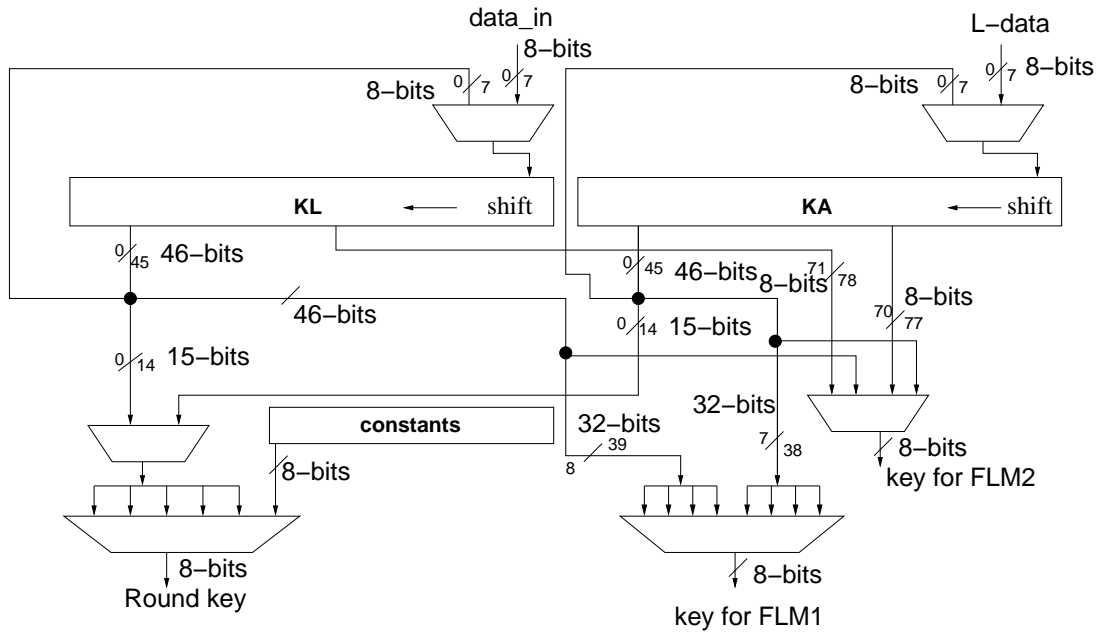 data_in
L−data
8−bits
8−bits
0
7
0
7
8−bits
8−bits
0
7
0
7
KL
shift
KA
shift
0
45
46−bits
0
45
46−bits
71
78
8−bits
70
77
8−bits
46−bits
0
14
15−bits
0
14
15−bits
constants
32−bits
8
39
32−bits
7
38
8−bits
8−bits
key for FLM2
8−bits
Round key
8−bits
key for FLM1